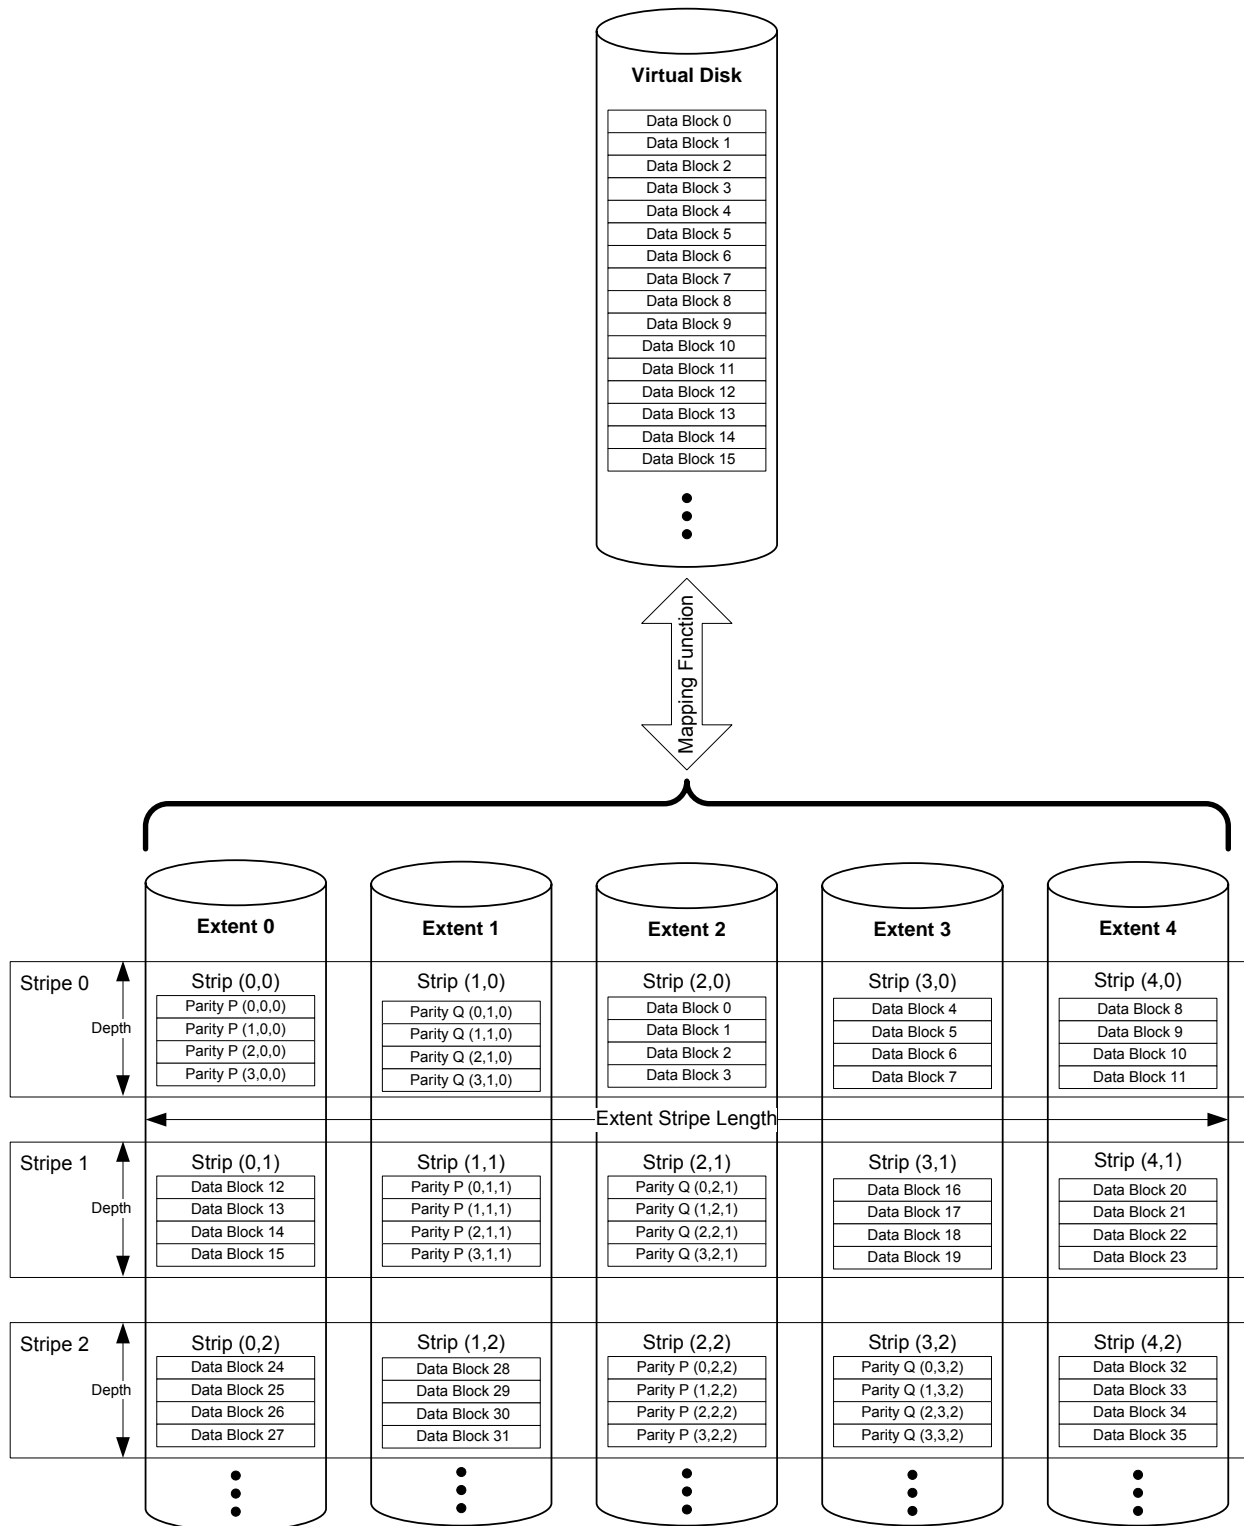 Virtual Disk
Data Block 0
Data Block 1
Data Block 2
Data Block 3
Data Block 4
Data Block 5
Data Block 6
Data Block 7
Data Block 8
Data Block 9
Data Block 10
Data Block 11
Data Block 12
Data Block 13
Data Block 14
Data Block 15
Mapping Function
Extent 0
Extent 1
Extent 2
Extent 3
Extent 4
Stripe 0
Depth
Strip (0,0)
Parity P (0,0,0)
Parity P (1,0,0)
Parity P (2,0,0)
Parity P (3,0,0)
Strip (1,0)
Parity Q (0,1,0)
Parity Q (1,1,0)
Parity Q (2,1,0)
Parity Q (3,1,0)
Strip (2,0)
Data Block 0
Data Block 1
Data Block 2
Data Block 3
Strip (3,0)
Data Block 4
Data Block 5
Data Block 6
Data Block 7
Strip (4,0)
Data Block 8
Data Block 9
Data Block 10
Data Block 11
Extent Stripe Length
Stripe 1
Depth
Strip (0,1)
Data Block 12
Data Block 13
Data Block 14
Data Block 15
Strip (1,1)
Parity P (0,1,1)
Parity P (1,1,1)
Parity P (2,1,1)
Parity P (3,1,1)
Strip (2,1)
Parity Q (0,2,1)
Parity Q (1,2,1)
Parity Q (2,2,1)
Parity Q (3,2,1)
Strip (3,1)
Data Block 16
Data Block 17
Data Block 18
Data Block 19
Strip (4,1)
Data Block 20
Data Block 21
Data Block 22
Data Block 23
Stripe 2
Depth
Strip (0,2)
Data Block 24
Data Block 25
Data Block 26
Data Block 27
Strip (1,2)
Data Block 28
Data Block 29
Data Block 30
Data Block 31
Strip (2,2)
Parity P (0,2,2)
Parity P (1,2,2)
Parity P (2,2,2)
Parity P (3,2,2)
Strip (3,2)
Parity Q (0,3,2)
Parity Q (1,3,2)
Parity Q (2,3,2)
Parity Q (3,3,2)
Strip (4,2)
Data Block 32
Data Block 33
Data Block 34
Data Block 35